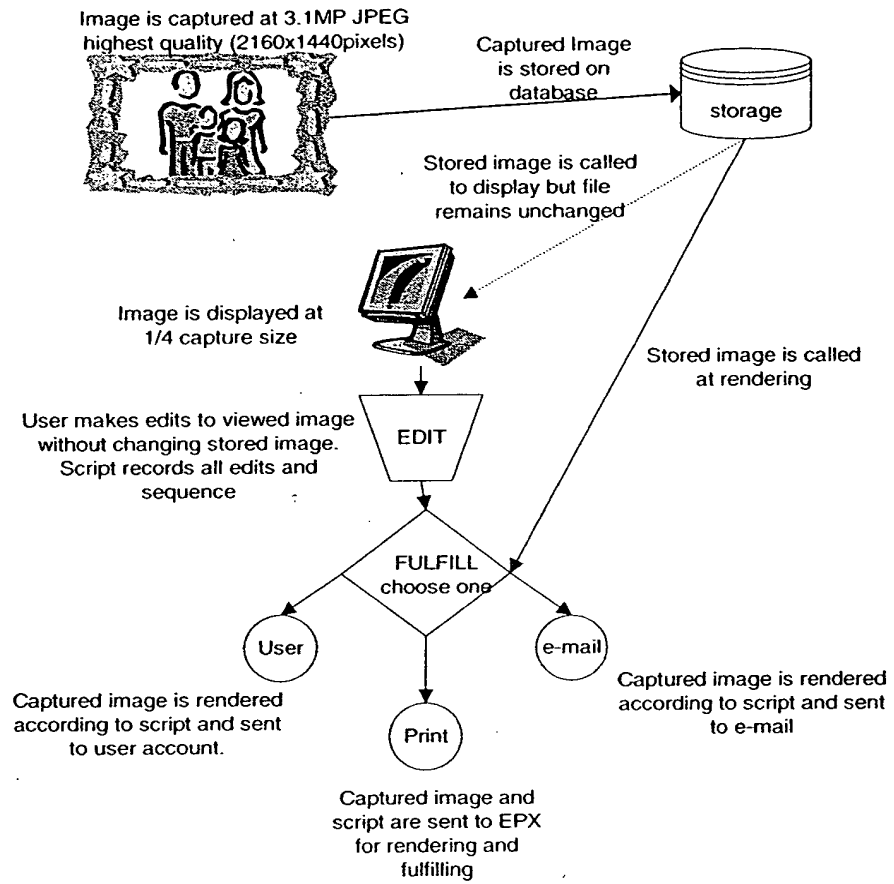 Image is captured at 3.1MP JPEG
highest quality (2160x1440pixels)
Captured Image
is stored on
database
storage
Stored image is called
to display but file
remains unchanged
Image is displayed at
1/4 capture size
Stored image is called
at rendering
User makes edits to viewed image
without changing stored image.
Script records all edits and
sequence
EDIT
FULFILL
choose one
User
e-mail
Captured image is rendered
according to script and sent
to user account.
Print
Captured image is rendered
according to script and sent
to e-mail
Captured image and
script are sent to EPX
for rendering and
fulfilling